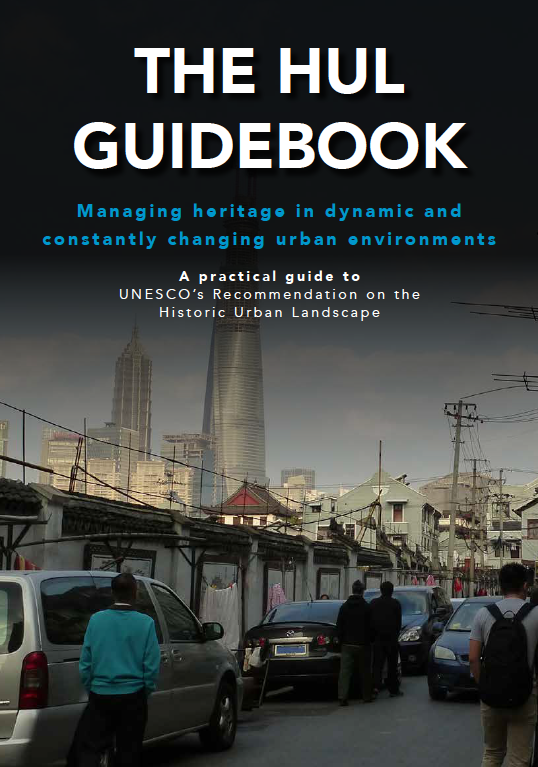 THE HUL
GUIDEBOOK
Managing heritage in dynamic and
constantly changing urban environments
A practical guide to
UNESCO's Recommendation on the
Historic Urban Landscape